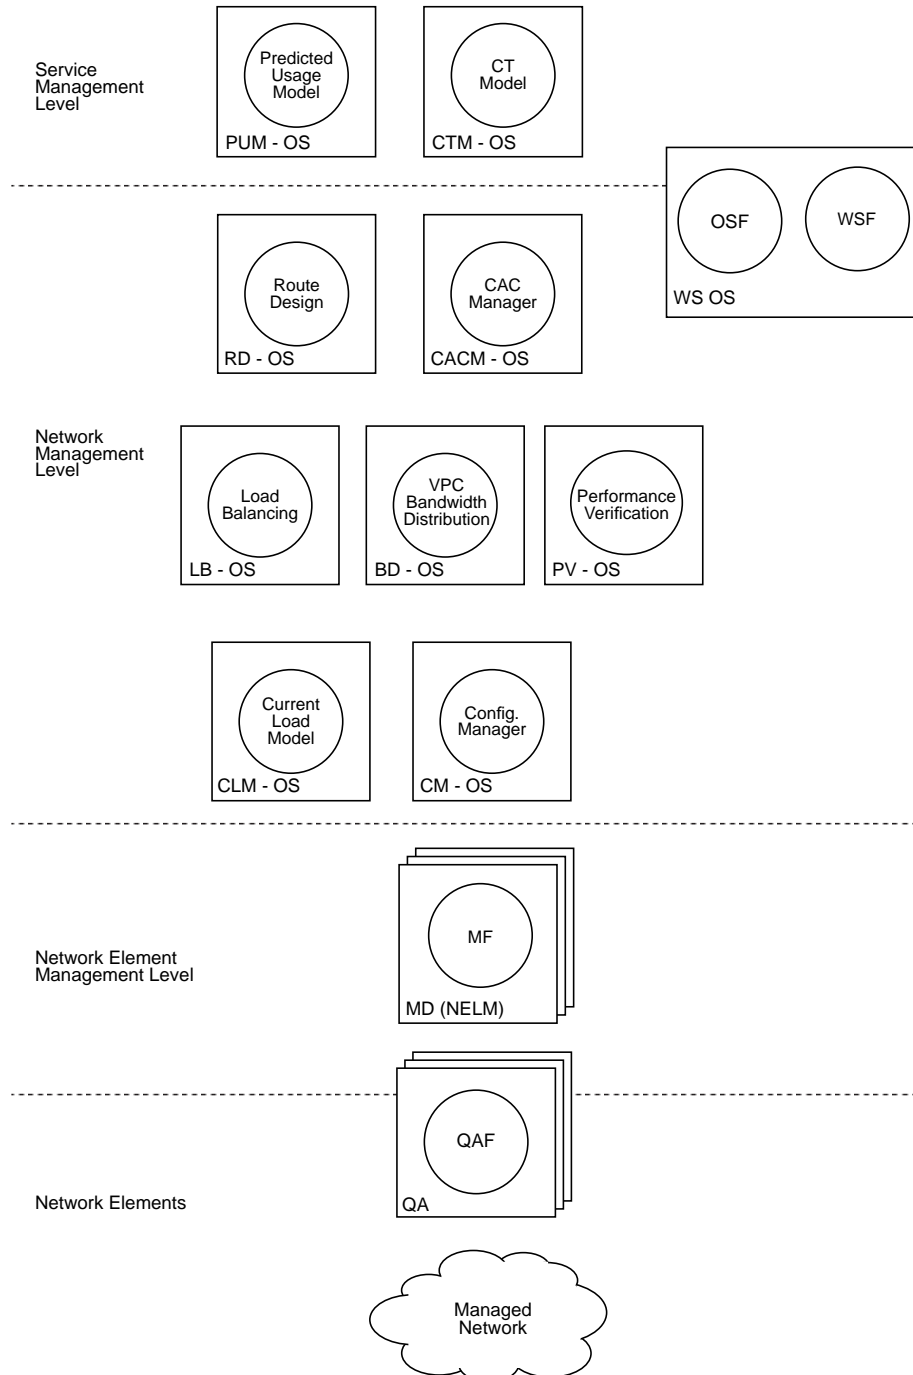 Service
Management
Level
Predicted
Usage
Model
PUM - OS
CT
Model
CTM - OS
OSF
WSF
WS OS
Route
Design
RD - OS
CAC
Manager
CACM - OS
Network
Management
Level
Load
Balancing
LB - OS
VPC
Bandwidth
Distribution
BD - OS
Performance
Verification
PV - OS
Current
Load
Model
CLM - OS
Config.
Manager
CM - OS
Network Element
Management Level
MF
MD (NELM)
QAF
QA
Network Elements
Managed
Network